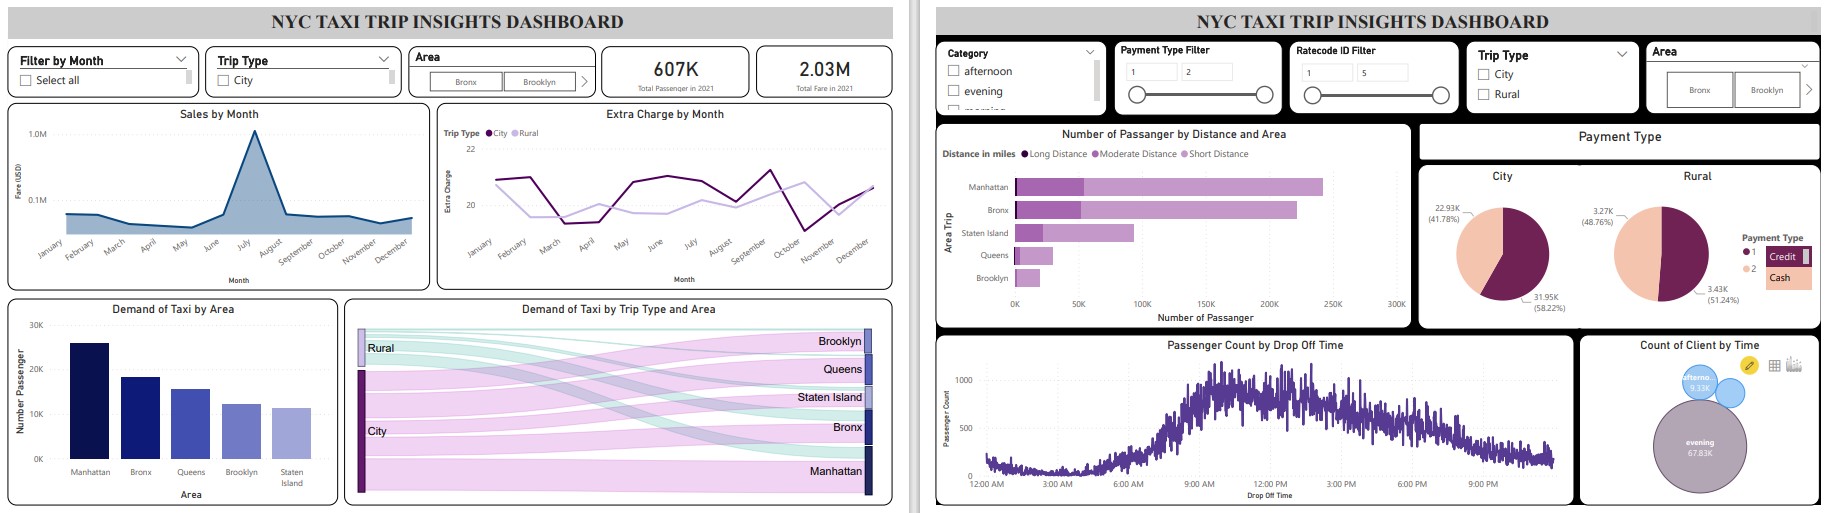 NYC TAXI TRIP INSIGHTS DASHBOARD
Filter by Month
Select all
Trip Type
City
Area
Bronx
Brooklyn
607K
Total Passenger in 2021
2.03M
Total Fare in 2021
Sales by Month
Fare (USD)
1.0M
0.1M
January
February
March
April
May
June
July
August
September
October
November
December
Month
Extra Charge by Month
Trip Type City Rural
Extra Charge
22
20
January
February
March
April
May
June
July
August
September
October
November
December
Month
Demand of Taxi by Area
Number Passenger
30K
20K
10K
0K
Manhattan
Bronx
Queens
Brooklyn
Staten
Island
Area
Demand of Taxi by Trip Type and Area
Rural
City
Brooklyn
Queens
Staten Island
Bronx
Manhattan
NYC TAXI TRIP INSIGHTS DASHBOARD
Category
afternoon
evening
Payment Type Filter
1
2
Ratecode ID Filter
1
5
Trip Type
City
Rural
Area
Bronx
Brooklyn
Number of Passanger by Distance and Area
Distance in miles Long Distance Moderate Distance Short Distance
Area Trip
Manhattan
Bronx
Staten Island
Queens
Brooklyn
0K
50K
100K
150K
200K
250K
300K
Number of Passanger
Payment Type
City
22.93K
(41.78%)
31.95K
(58.22%)
Rural
3.27K
(48.76%)
3.43K
(51.24%)
Payment Type
1
2
Credit
Cash
Passenger Count by Drop Off Time
Passenger Count
1000
500
0
12:00 AM
3:00 AM
6:00 AM
9:00 AM
12:00 PM
3:00 PM
6:00 PM
9:00 PM
Drop Off Time
Count of Client by Time
afterno...
9.33K
evening
67.83K